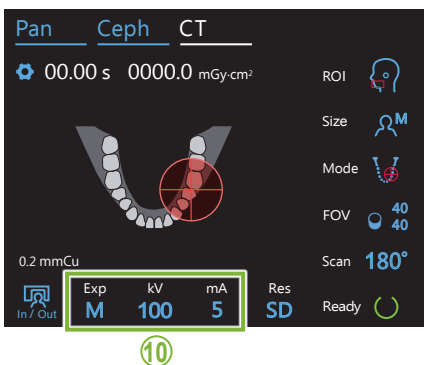 Pan Ceph CT
00.00 s 0000.0 mGy·cm²
ROI
Size M
Mode
FOV 40
40
0.2 mmCu
Scan 180°
Exp kV mA Res
In / Out M 100 5 SD
Ready
10